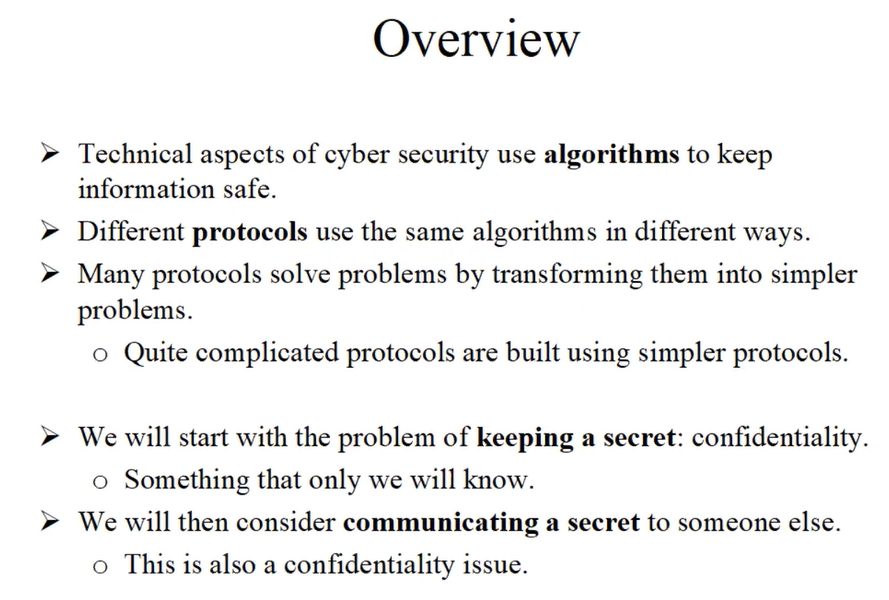 Overview
➢ Technical aspects of cyber security use algorithms to keep
information safe.
➢ Different protocols use the same algorithms in different ways.
➢ Many protocols solve problems by transforming them into simpler
problems.
○ Quite complicated protocols are built using simpler protocols.
➢ We will start with the problem of keeping a secret: confidentiality.
○ Something that only we will know.
➢ We will then consider communicating a secret to someone else.
○ This is also a confidentiality issue.